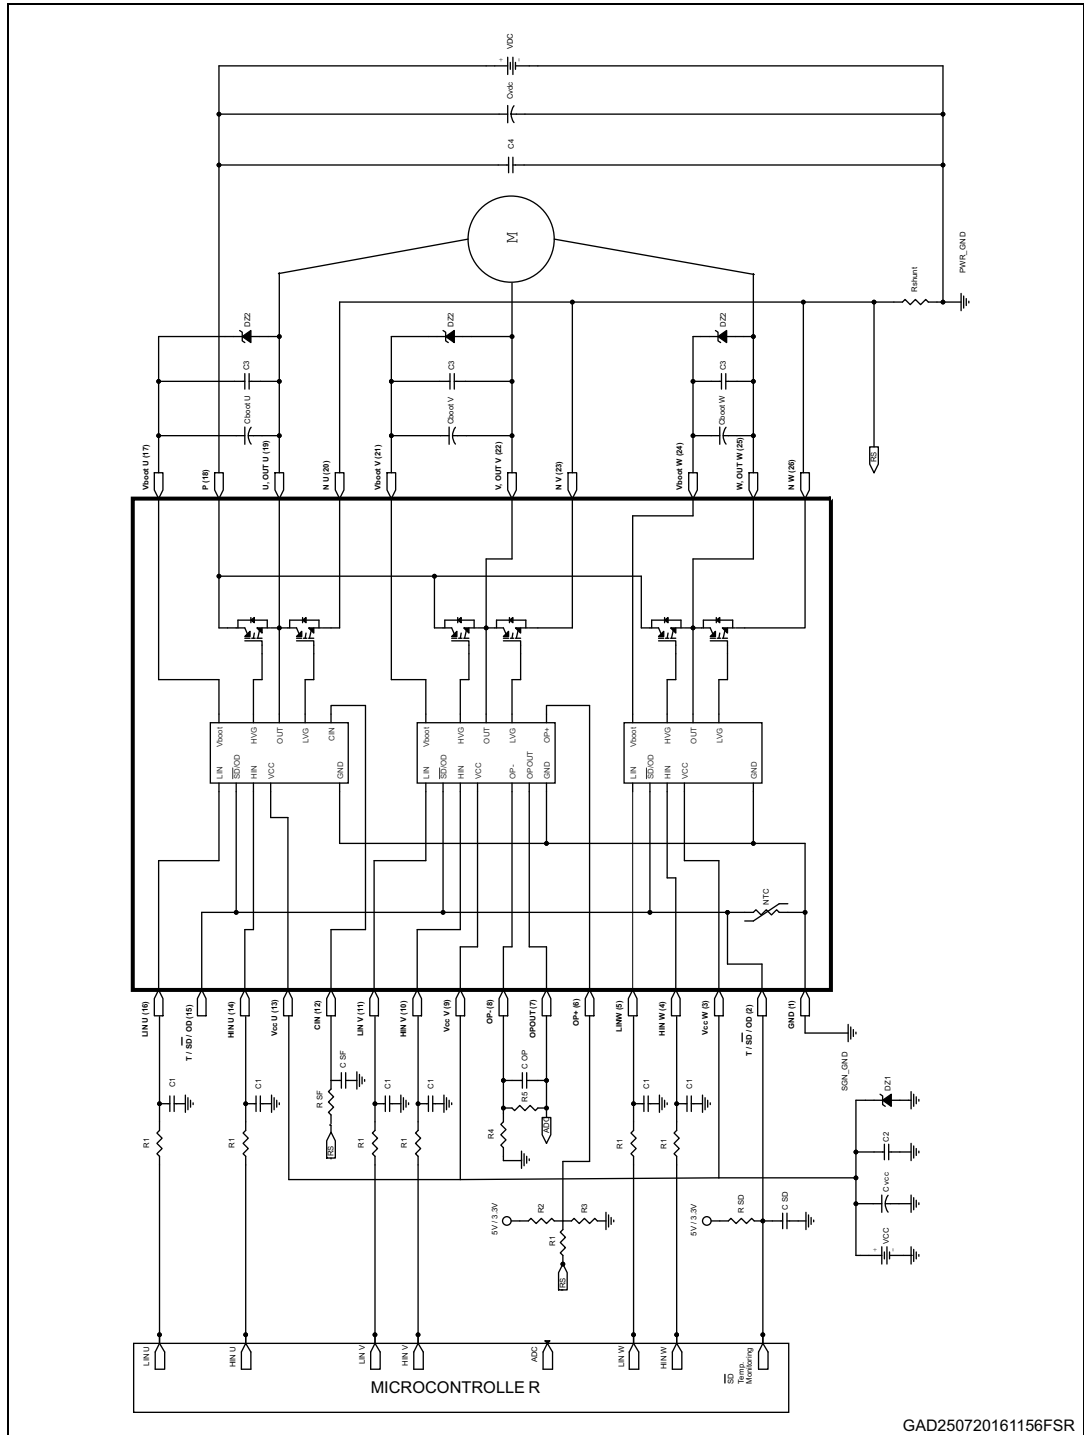 VDC
+ -
Cvdc
C4
M
Rshunt
PWR_GND
DZ2
DZ2
DZ2
C3
C3
C3
Cboot U
Cboot V
Cboot W
RS
Vboot U (17)
P (18)
U, OUT U (19)
N U (20)
Vboot V (21)
V, OUT V (22)
N V (23)
Vboot W (24)
W, OUT W (25)
N W (26)
Vboot
HVG
OUT
LVG
CIN
LIN
SD/OD
HIN
VCC
GND
Vboot
HVG
OUT
LVG
OP+
LIN
SD/OD
HIN
VCC
OP-
OPOUT
GND
Vboot
HVG
OUT
LVG
LIN
SD/OD
HIN
VCC
GND
NTC
LIN U (16)
T / SD / OD (15)
HIN U (14)
Vcc U (13)
CIN (12)
LIN V (11)
HIN V (10)
Vcc V (9)
OP- (8)
OPOUT (7)
OP+ (6)
LINW (5)
HIN W (4)
Vcc W (3)
T / SD / OD (2)
GND (1)
SGN_GND
C1
C1
C SF
C1
C1
C OP
C1
C1
DZ1
R1
R1
R SF
RS
R1
R1
R4
R5
ADC
R1
R1
C2
5V / 3.3V
R2
R3
R1
RS
5V / 3.3V
R SD
C SD
C vcc
VCC
+ -
LIN U
HIN U
LIN V
HIN V
ADC
LIN W
HIN W
SD
Temp.
Monitoring
MICROCONTROLLE R
GAD250720161156FSR